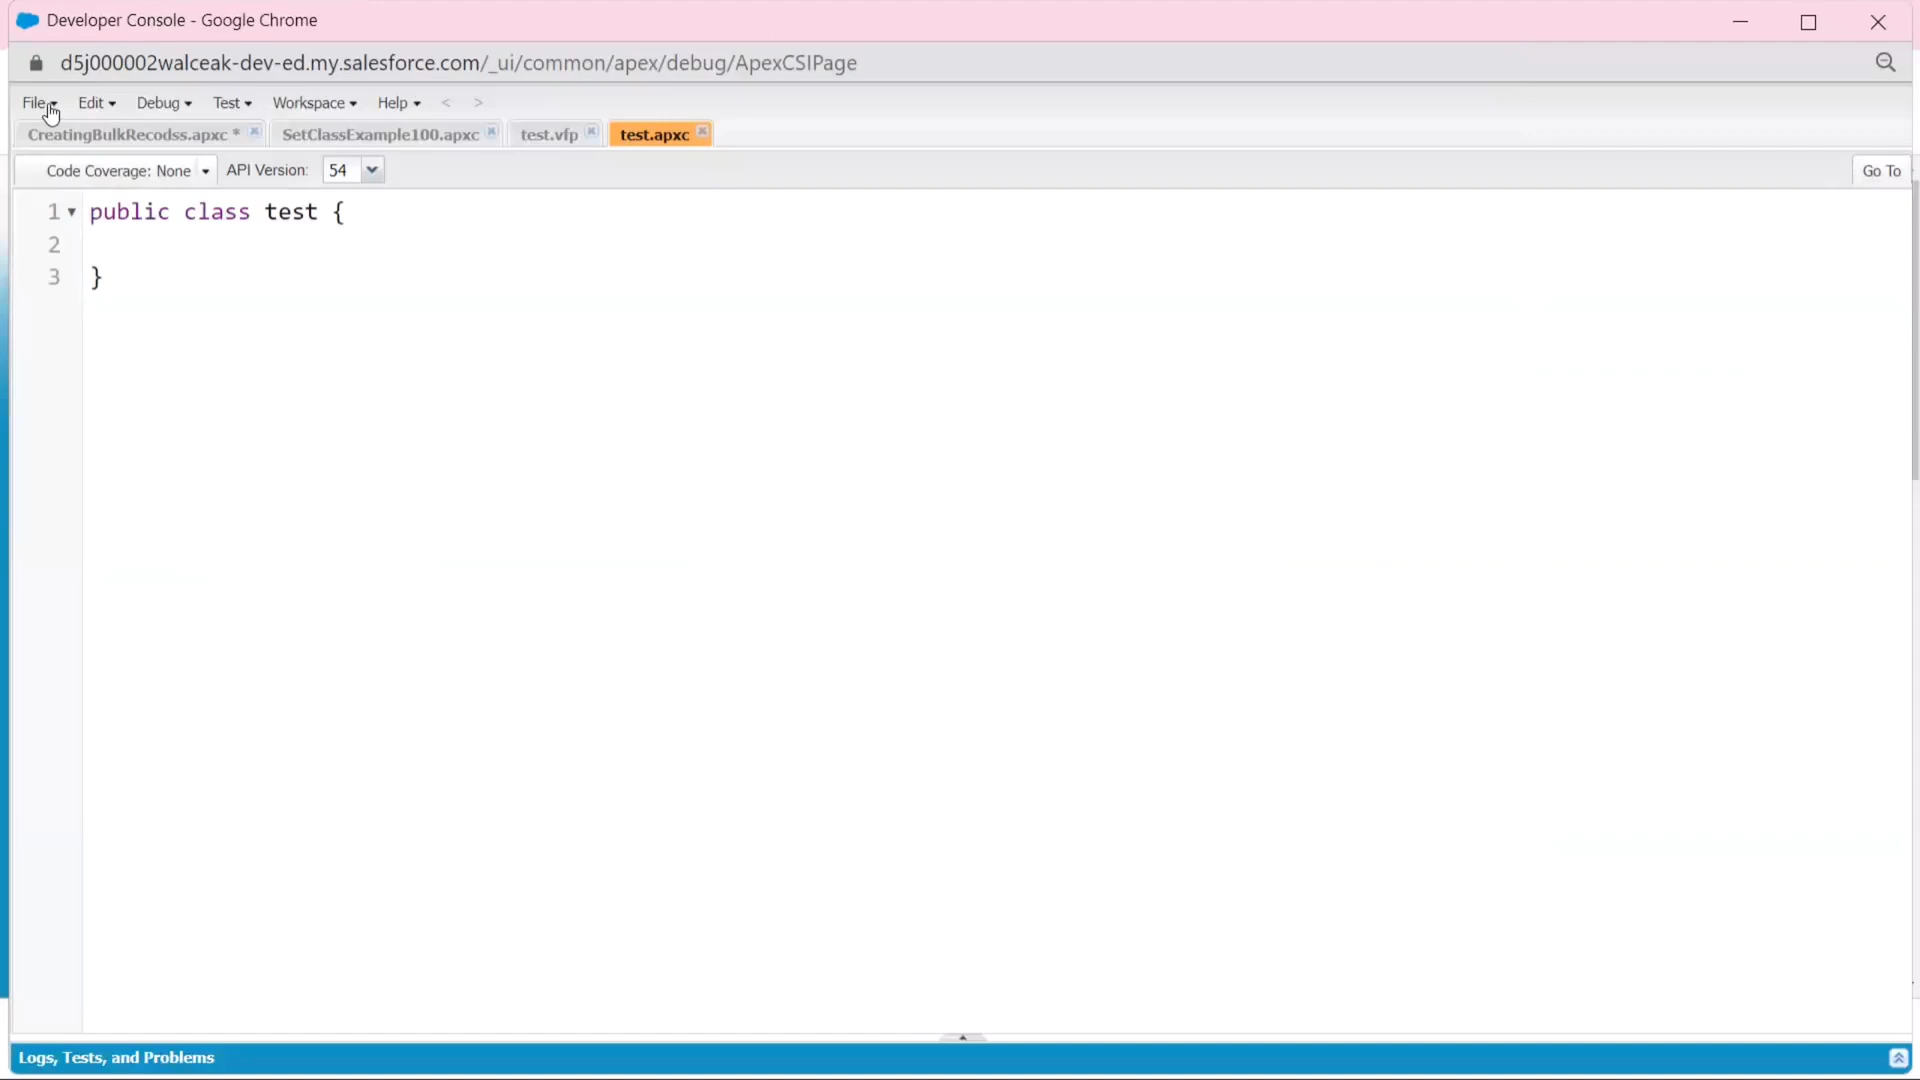 Developer Console - Google Chrome
d5j000002walceak-dev-ed.my.salesforce.com/_ui/common/apex/debug/ApexCSIPage
File Edit Debug Test Workspace Help < >
CreatingBulkRecodss.apxc * SetClassExample100.apxc test.vfp test.apxc
Code Coverage: None API Version: 54 Go To
1 public class test {
2
3 }
Logs, Tests, and Problems